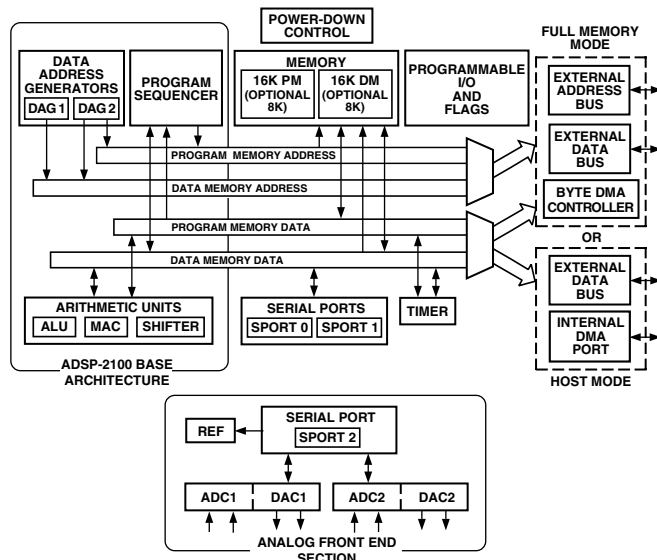 POWER-DOWN
CONTROL
FULL MEMORY
MODE
DATA
ADDRESS
GENERATORS
DAG 1
DAG 2
PROGRAM
SEQUENCER
MEMORY
16K PM
(OPTIONAL
8K)
16K DM
(OPTIONAL
8K)
PROGRAMMABLE
I/O
AND
FLAGS
EXTERNAL
ADDRESS
BUS
EXTERNAL
DATA
BUS
BYTE DMA
CONTROLLER
OR
EXTERNAL
DATA
BUS
INTERNAL
DMA
PORT
HOST MODE
PROGRAM MEMORY ADDRESS
DATA MEMORY ADDRESS
PROGRAM MEMORY DATA
DATA MEMORY DATA
ARITHMETIC UNITS
ALU
MAC
SHIFTER
SERIAL PORTS
SPORT 0
SPORT 1
TIMER
ADSP-2100 BASE
ARCHITECTURE
REF
SERIAL PORT
SPORT 2
ADC1
DAC1
ADC2
DAC2
ANALOG FRONT END
SECTION